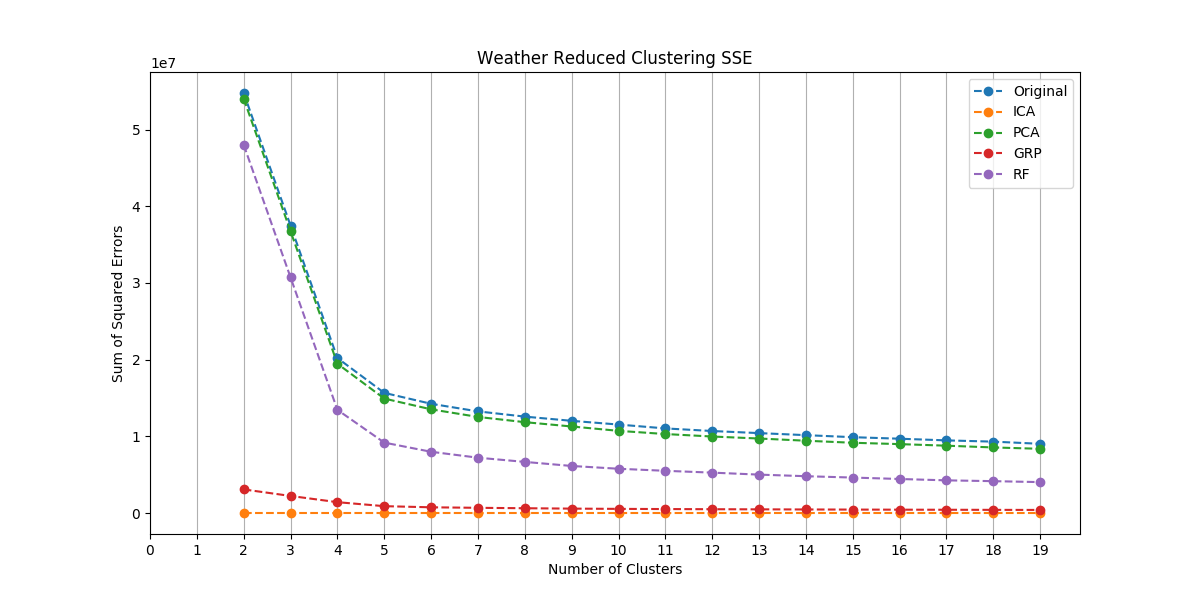 Weather Reduced Clustering SSE
1e7
Original
ICA
PCA
GRP
RF
5
4
3
2
1
0
Sum of Squared Errors
0 1 2 3 4 5 6 7 8 9 10 11 12 13 14 15 16 17 18 19
Number of Clusters